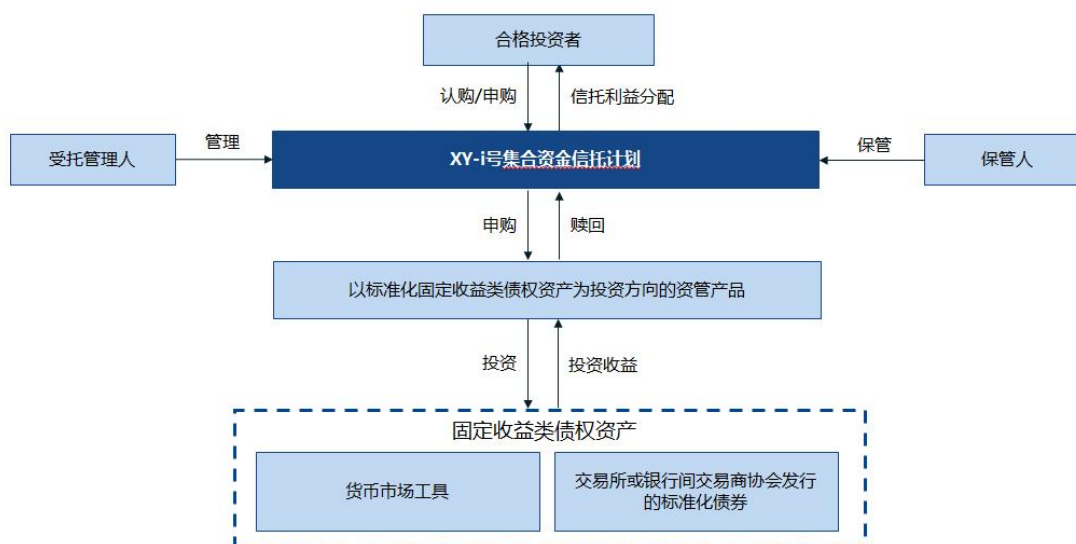 合格投资者
认购/申购
信托利益分配
受托管理人
管理
XY-i号集合资金信托计划
保管
保管人
申购
赎回
以标准化固定收益类债权资产为投资方向的资管产品
投资
投资收益
固定收益类债权资产
货币市场工具
交易所或银行间交易商协会发行
的标准化债券